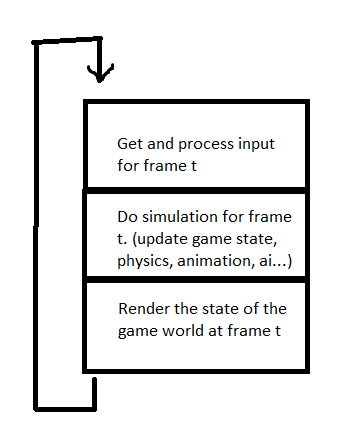 Get and process input
for frame t
Do simulation for frame
t. (update game state,
physics, animation, ai...)
Render the state of the
game world at frame t